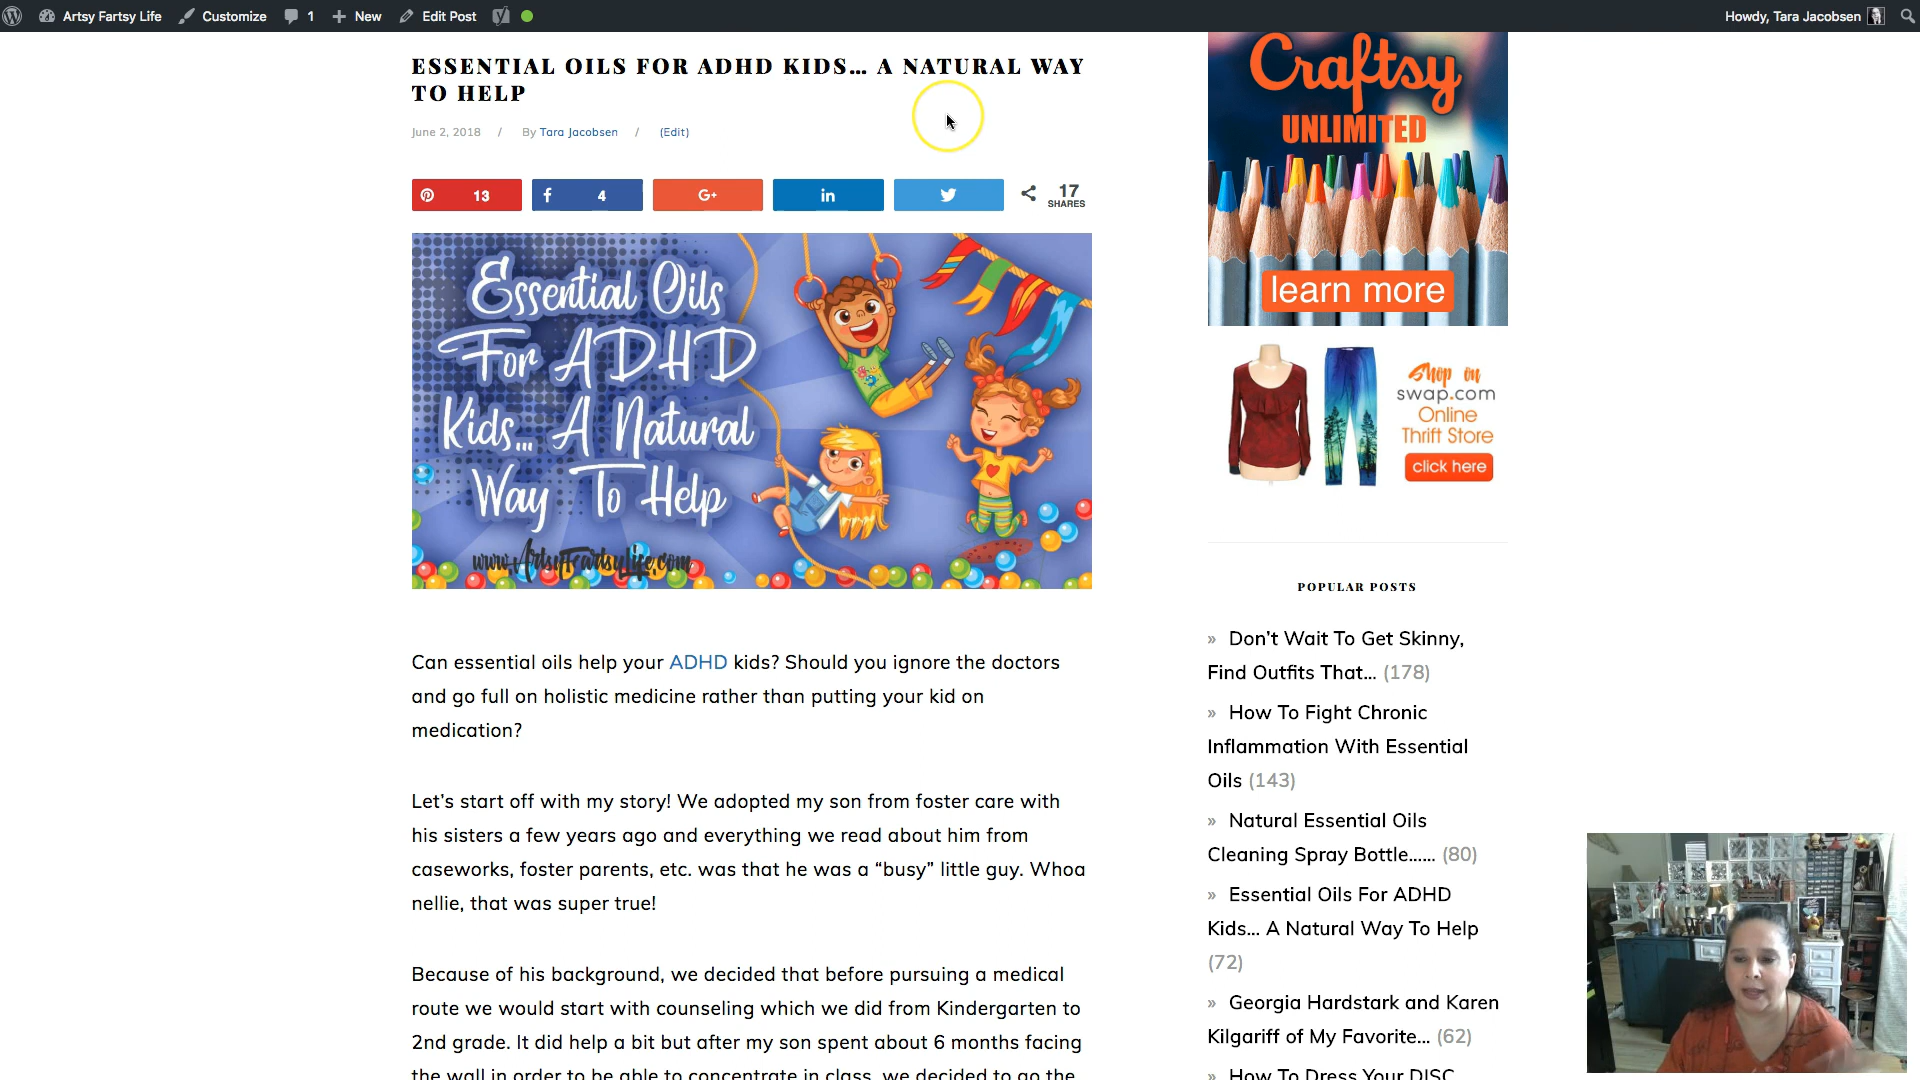 Artsy Fartsy Life Customize 1 New Edit Post Howdy, Tara Jacobsen
ESSENTIAL OILS FOR ADHD KIDS... A NATURAL WAY
TO HELP
June 2, 2018 / By Tara Jacobsen / (Edit)
13 4 G+ in 17
SHARES
Essential Oils
For ADHD
Kids... A Natural
Way To Help
www.ArtsyFartsyLife.com
Can essential oils help your ADHD kids? Should you ignore the doctors
and go full on holistic medicine rather than putting your kid on
medication?
Let's start off with my story! We adopted my son from foster care with
his sisters a few years ago and everything we read about him from
caseworks, foster parents, etc. was that he was a “busy” little guy. Whoa
nellie, that was super true!
Because of his background, we decided that before pursuing a medical
route we would start with counseling which we did from Kindergarten to
2nd grade. It did help a bit but after my son spent about 6 months facing
the wall in order to be able to concentrate in class, we decided to go the
Craftsy
UNLIMITED
learn more
Shop on
swap.com
Online
Thrift Store
click here
POPULAR POSTS
» Don't Wait To Get Skinny,
Find Outfits That... (178)
» How To Fight Chronic
Inflammation With Essential
Oils (143)
» Natural Essential Oils
Cleaning Spray Bottle...... (80)
» Essential Oils For ADHD
Kids... A Natural Way To Help
(72)
» Georgia Hardstark and Karen
Kilgariff of My Favorite... (62)
» How To Dress Your DISC